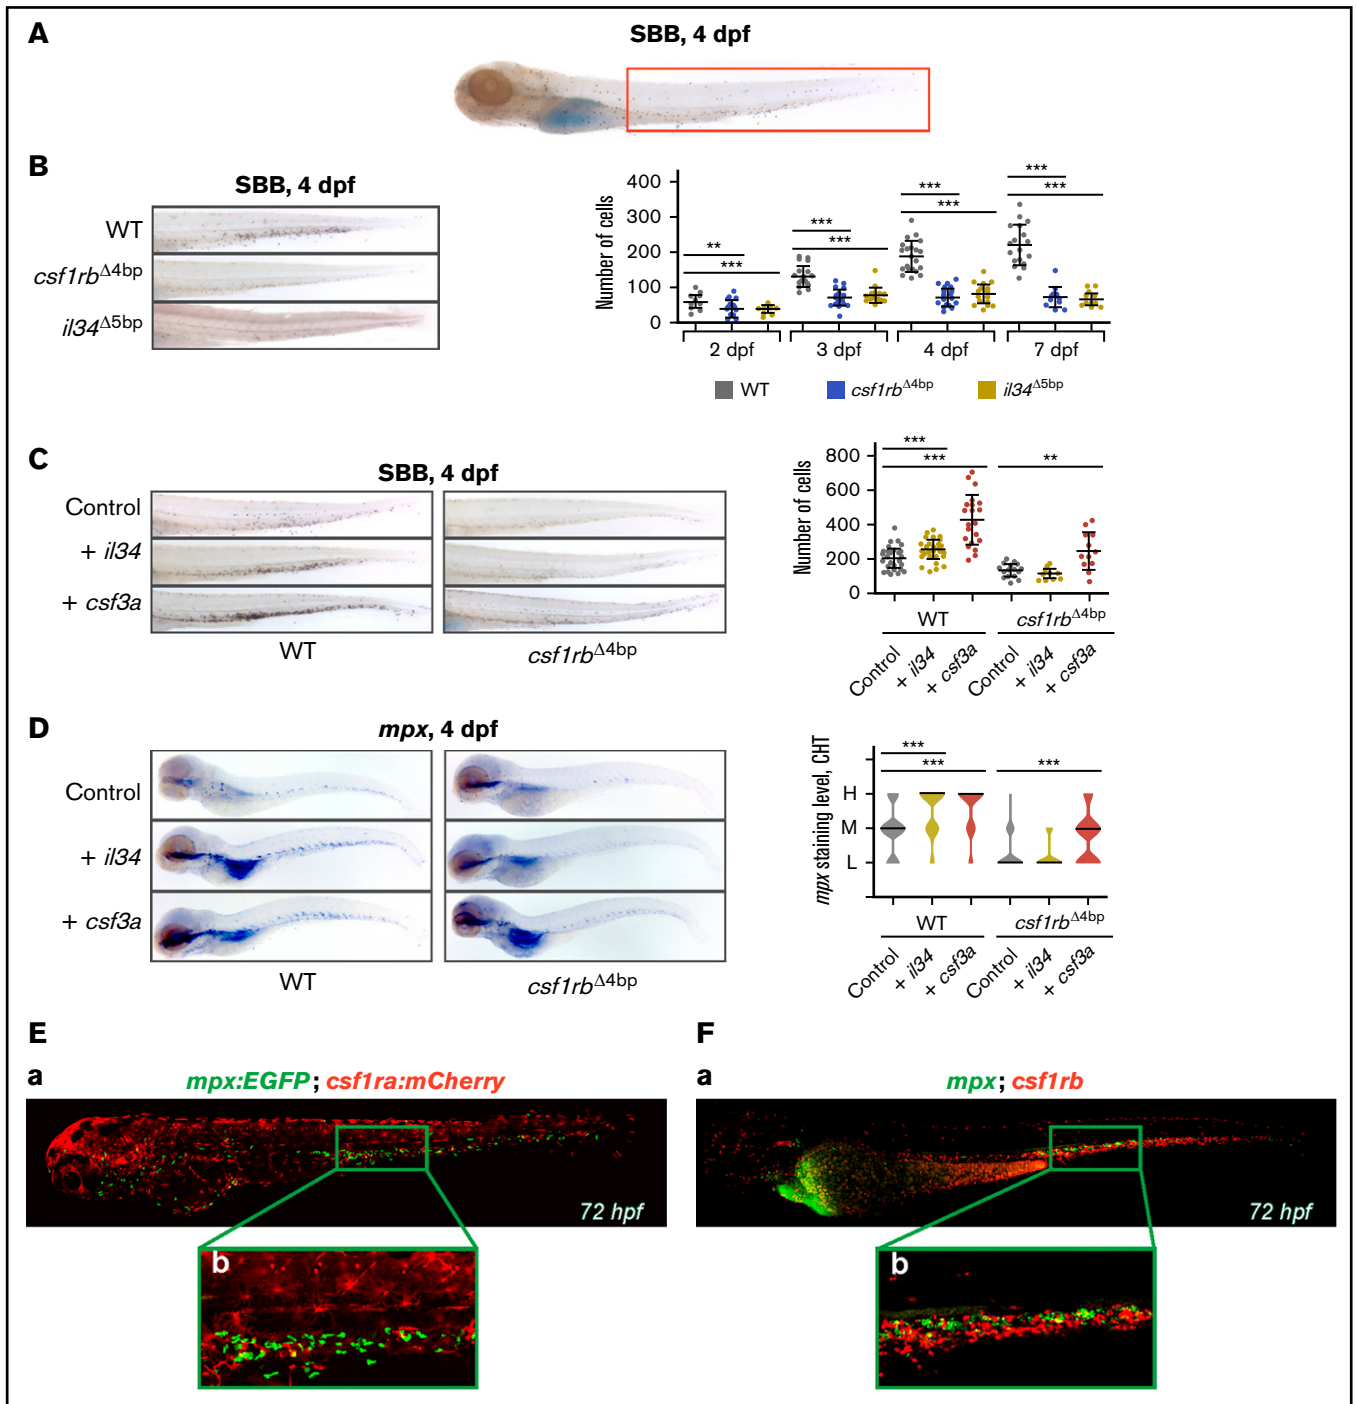 A
SBB, 4 dpf
B
SBB, 4 dpf
WT
csf1rbΔ4bp
il34Δ5bp
Number of cells
400
300
200
100
0
**
***
***
***
***
***
***
***
2 dpf
3 dpf
4 dpf
7 dpf
WT
csf1rbΔ4bp
il34Δ5bp
C
SBB, 4 dpf
Control
+ il34
+ csf3a
WT
csf1rbΔ4bp
Number of cells
800
600
400
200
0
***
***
**
WT
csf1rbΔ4bp
Control
+ il34
+ csf3a
Control
+ il34
+ csf3a
D
mpx, 4 dpf
Control
+ il34
+ csf3a
WT
csf1rbΔ4bp
mpx staining level, CHT
H
M
L
***
***
***
WT
csf1rbΔ4bp
Control
+ il34
+ csf3a
Control
+ il34
+ csf3a
E
a
mpx:EGFP; csf1ra:mCherry
72 hpf
b
F
a
mpx; csf1rb
72 hpf
b